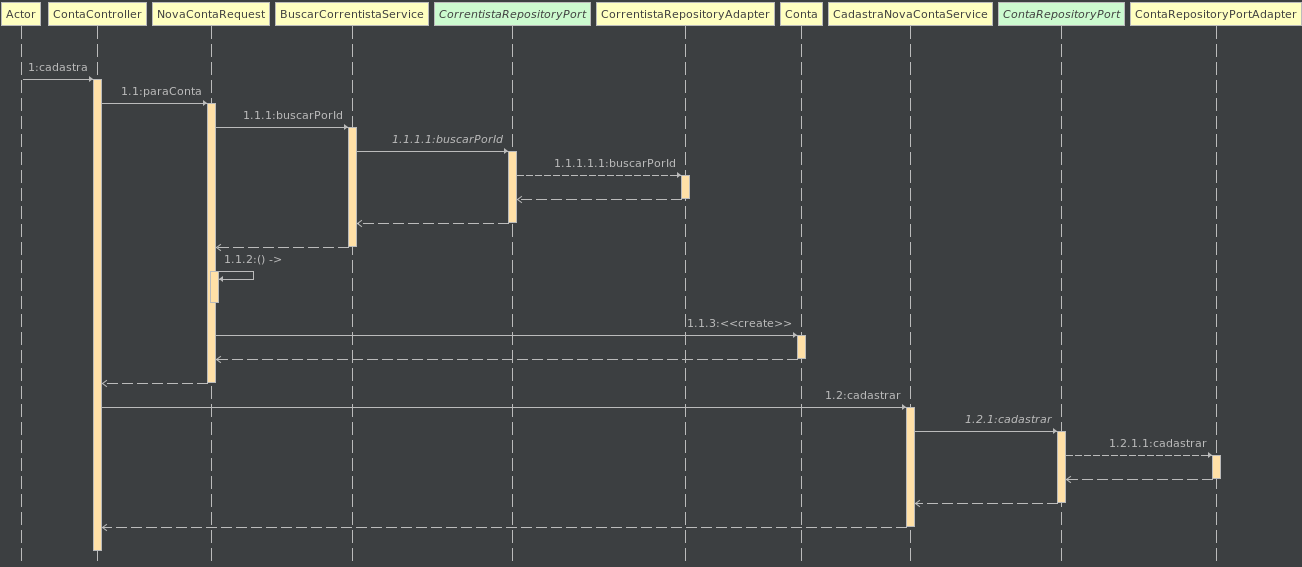 Actor
ContaController
NovaContaRequest
BuscarCorrentistaService
CorrentistaRepositoryPort
CorrentistaRepositoryAdapter
Conta
CadastraNovaContaService
ContaRepositoryPort
ContaRepositoryPortAdapter
1:cadastra
1.1:paraConta
1.1.1:buscarPorId
1.1.1.1:buscarPorId
1.1.1.1.1:buscarPorId
1.1.2:() ->
1.1.3:<<create>>
1.2:cadastrar
1.2.1:cadastrar
1.2.1.1:cadastrar